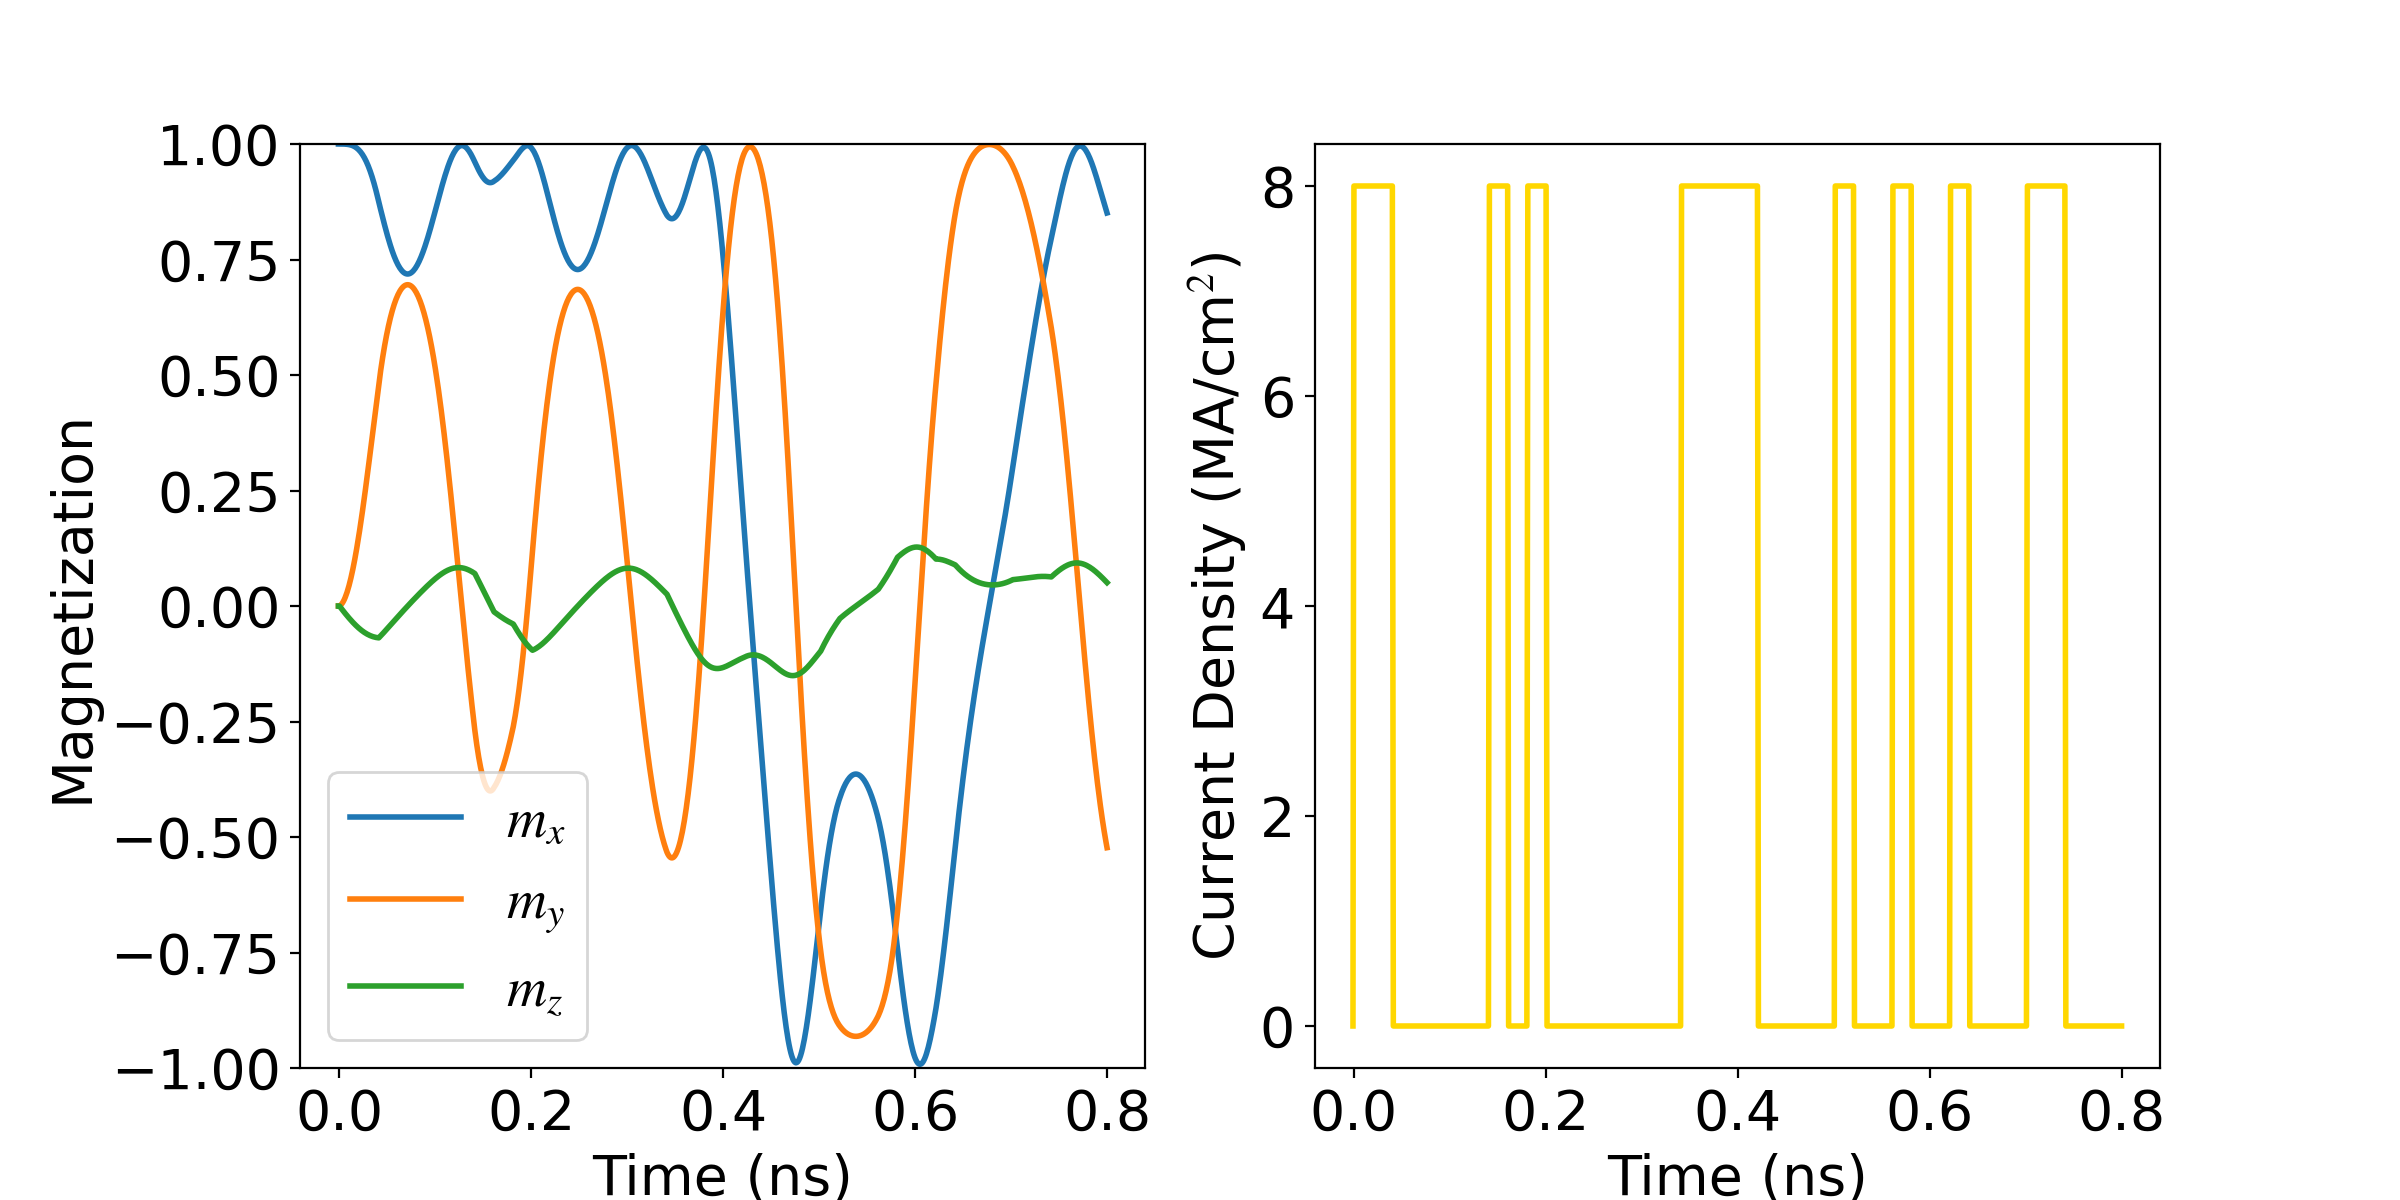 1.00
0.75
0.50
0.25
0.00
−0.25
−0.50
−0.75
−1.00
Magnetization
m_x
m_y
m_z
0.0 0.2 0.4 0.6 0.8
Time (ns)
8
6
4
2
0
Current Density (MA/cm²)
0.0 0.2 0.4 0.6 0.8
Time (ns)